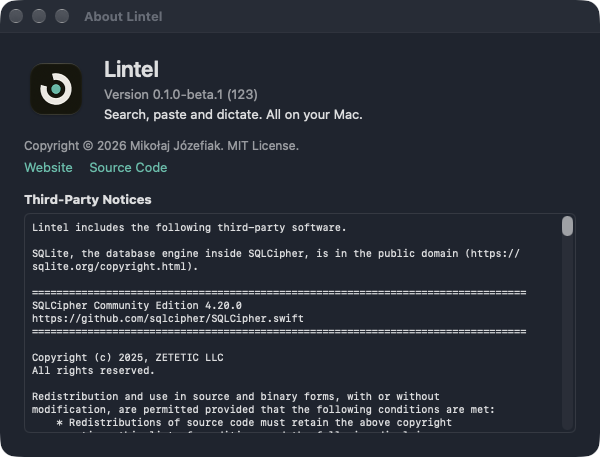 About Lintel
Lintel
Version 0.1.0-beta.1 (123)
Search, paste and dictate. All on your Mac.
Copyright © 2026 Mikołaj Józefiak. MIT License.
Website Source Code
Third-Party Notices
Lintel includes the following third-party software.
SQLite, the database engine inside SQLCipher, is in the public domain (https://
sqlite.org/copyright.html).
================================================================================
SQLCipher Community Edition 4.20.0
https://github.com/sqlcipher/SQLCipher.swift
================================================================================
Copyright (c) 2025, ZETETIC LLC
All rights reserved.
Redistribution and use in source and binary forms, with or without
modification, are permitted provided that the following conditions are met:
* Redistributions of source code must retain the above copyright